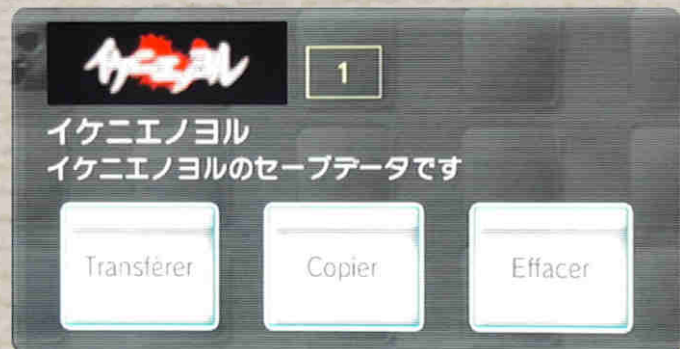 イケニエノヨル
1
イケニエノヨル
イケニエノヨルのセーブデータです
Transférer
Copier
Effacer